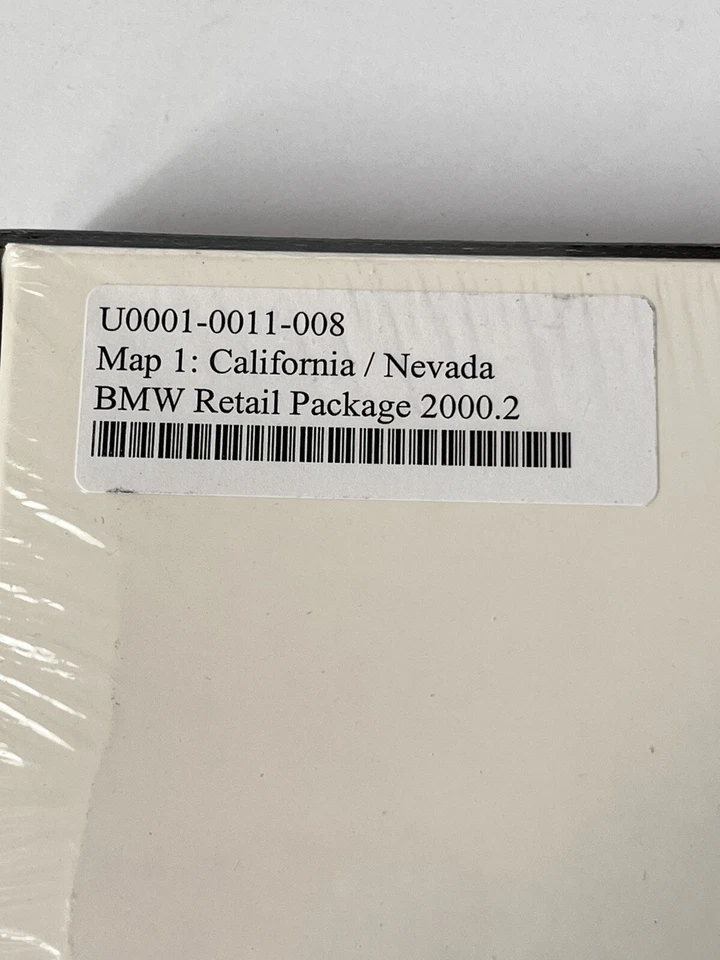 U0001-0011-008
Map 1: California / Nevada
BMW Retail Package 2000.2